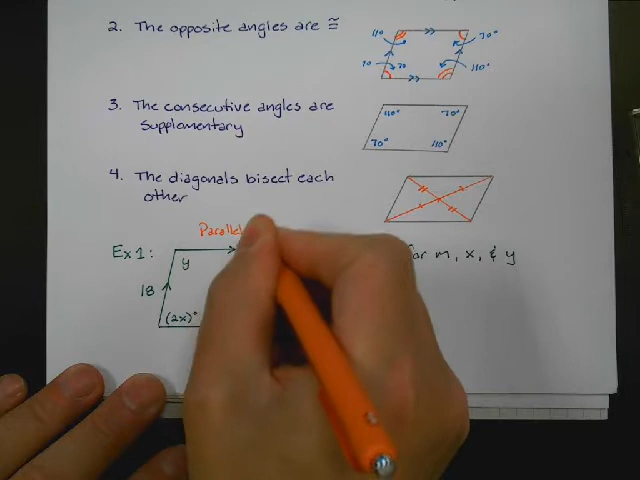 2. The opposite angles are ≅
110° 70°
70 70 110°
3. The consecutive angles are
supplementary
110° 70°
70° 110°
4. The diagonals bisect each
other
Parallel
Ex 1: for m, x, & y
y
18
(2x)°